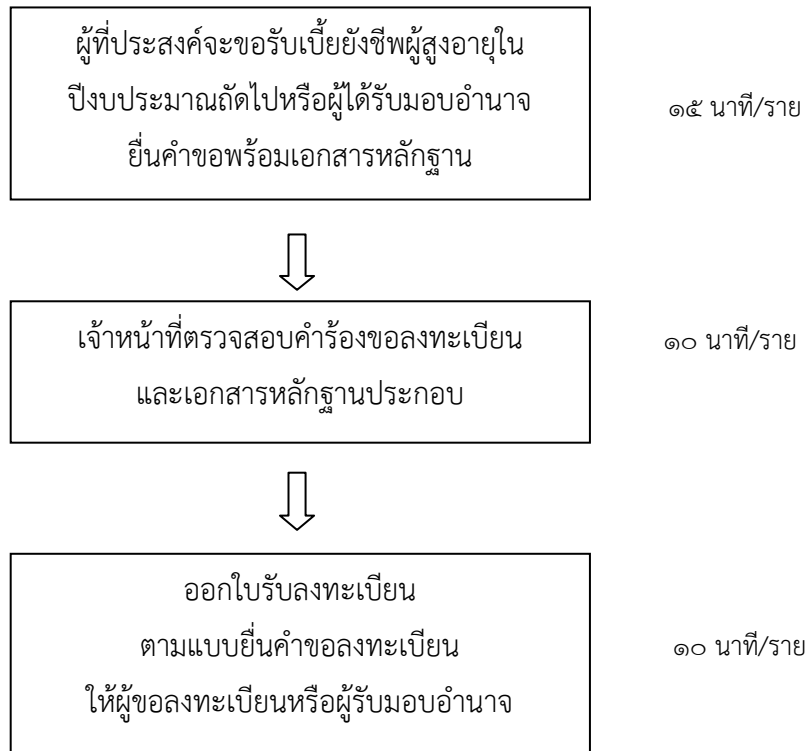 ผู้ที่ประสงค์จะขอรับเบี้ยยังชีพผู้สูงอายุใน
ปีงบประมาณถัดไปหรือผู้ได้รับมอบอำนาจ
ยื่นคำขอพร้อมเอกสารหลักฐาน
๑๕ นาที/ราย
เจ้าหน้าที่ตรวจสอบคำร้องขอลงทะเบียน
และเอกสารหลักฐานประกอบ
๑๐ นาที/ราย
ออกใบรับลงทะเบียน
ตามแบบยื่นคำขอลงทะเบียน
ให้ผู้ขอลงทะเบียนหรือผู้รับมอบอำนาจ
๑๐ นาที/ราย